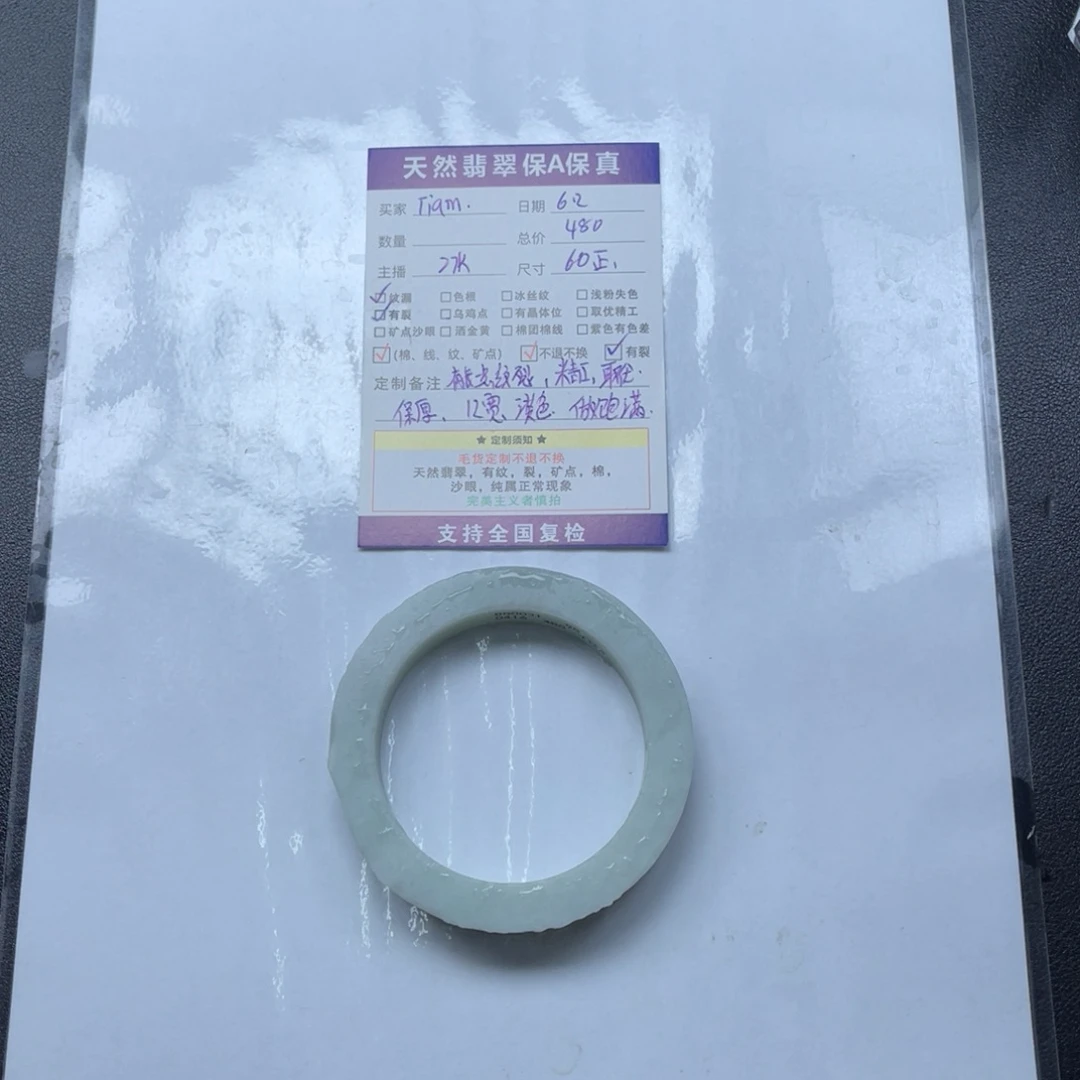 天然翡翠保A保真
买家 Tiam. 日期 6.2
数量 总价 480
主播 尺寸 60正.
纹漏 色根 冰丝纹 浅粉失色
有裂 乌鸡点 有晶体位 取优精工
矿点沙眼 洒金黄 棉团棉线 紫色有色差
(棉、线、纹、矿点) 不退不换 有裂
定制备注
保厚、12宽、淡色. 做饱满.
★ 定制须知 ★
毛货定制不退不换
天然翡翠，有纹，裂，矿点，棉，
沙眼，纯属正常现象
完美主义者慎拍
支持全国复检